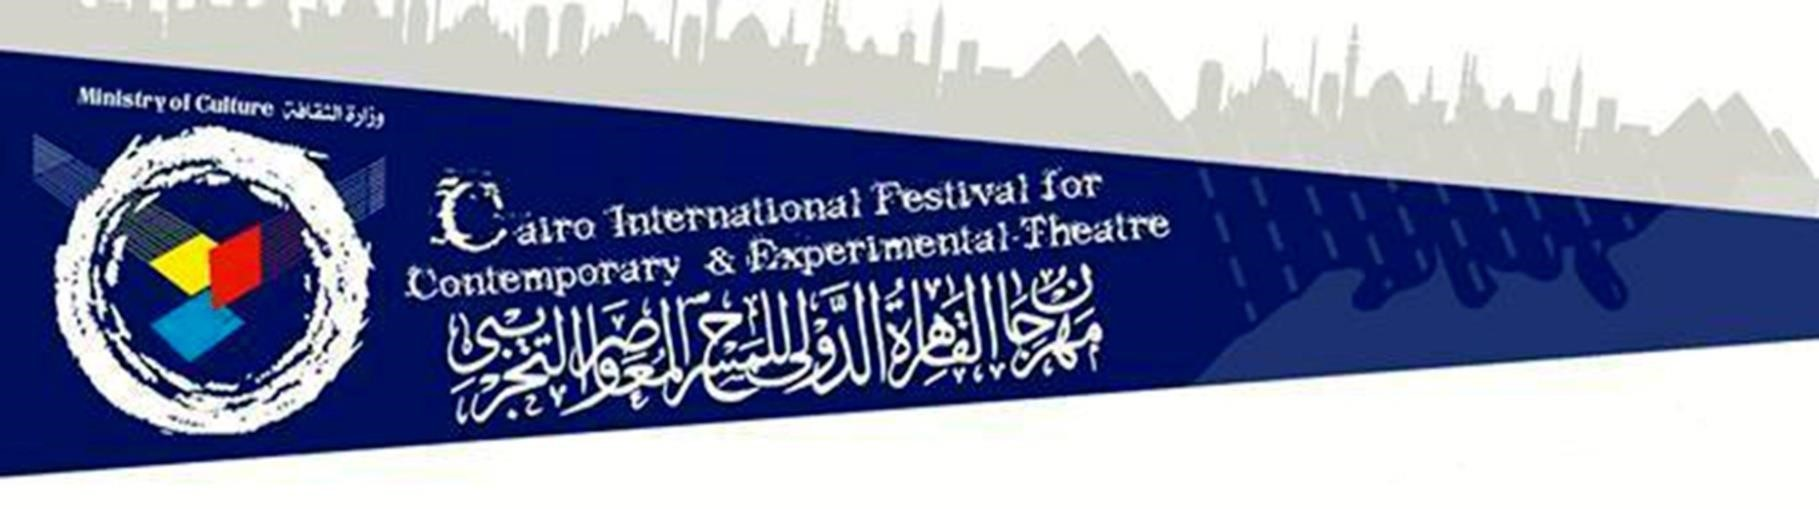 Ministry of Culture وزارة الثقافة
Cairo International Festival for
Contemporary & Experimental Theatre
مهرجان القاهرة الدولي للمسرح المعاصر والتجريبي